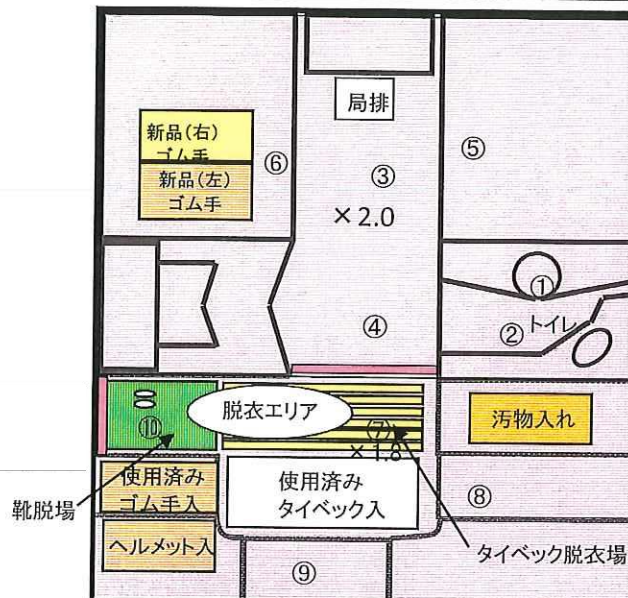 局排
新品(右)
ゴム手
新品(左)
ゴム手
⑥
③
⑤
×2.0
①
④
② トイレ
脱衣エリア
⑩
⑦
×1.8
汚物入れ
使用済み
ゴム手入
使用済み
タイベック入
⑧
靴脱場
ヘルメット入
タイベック脱衣場
⑨